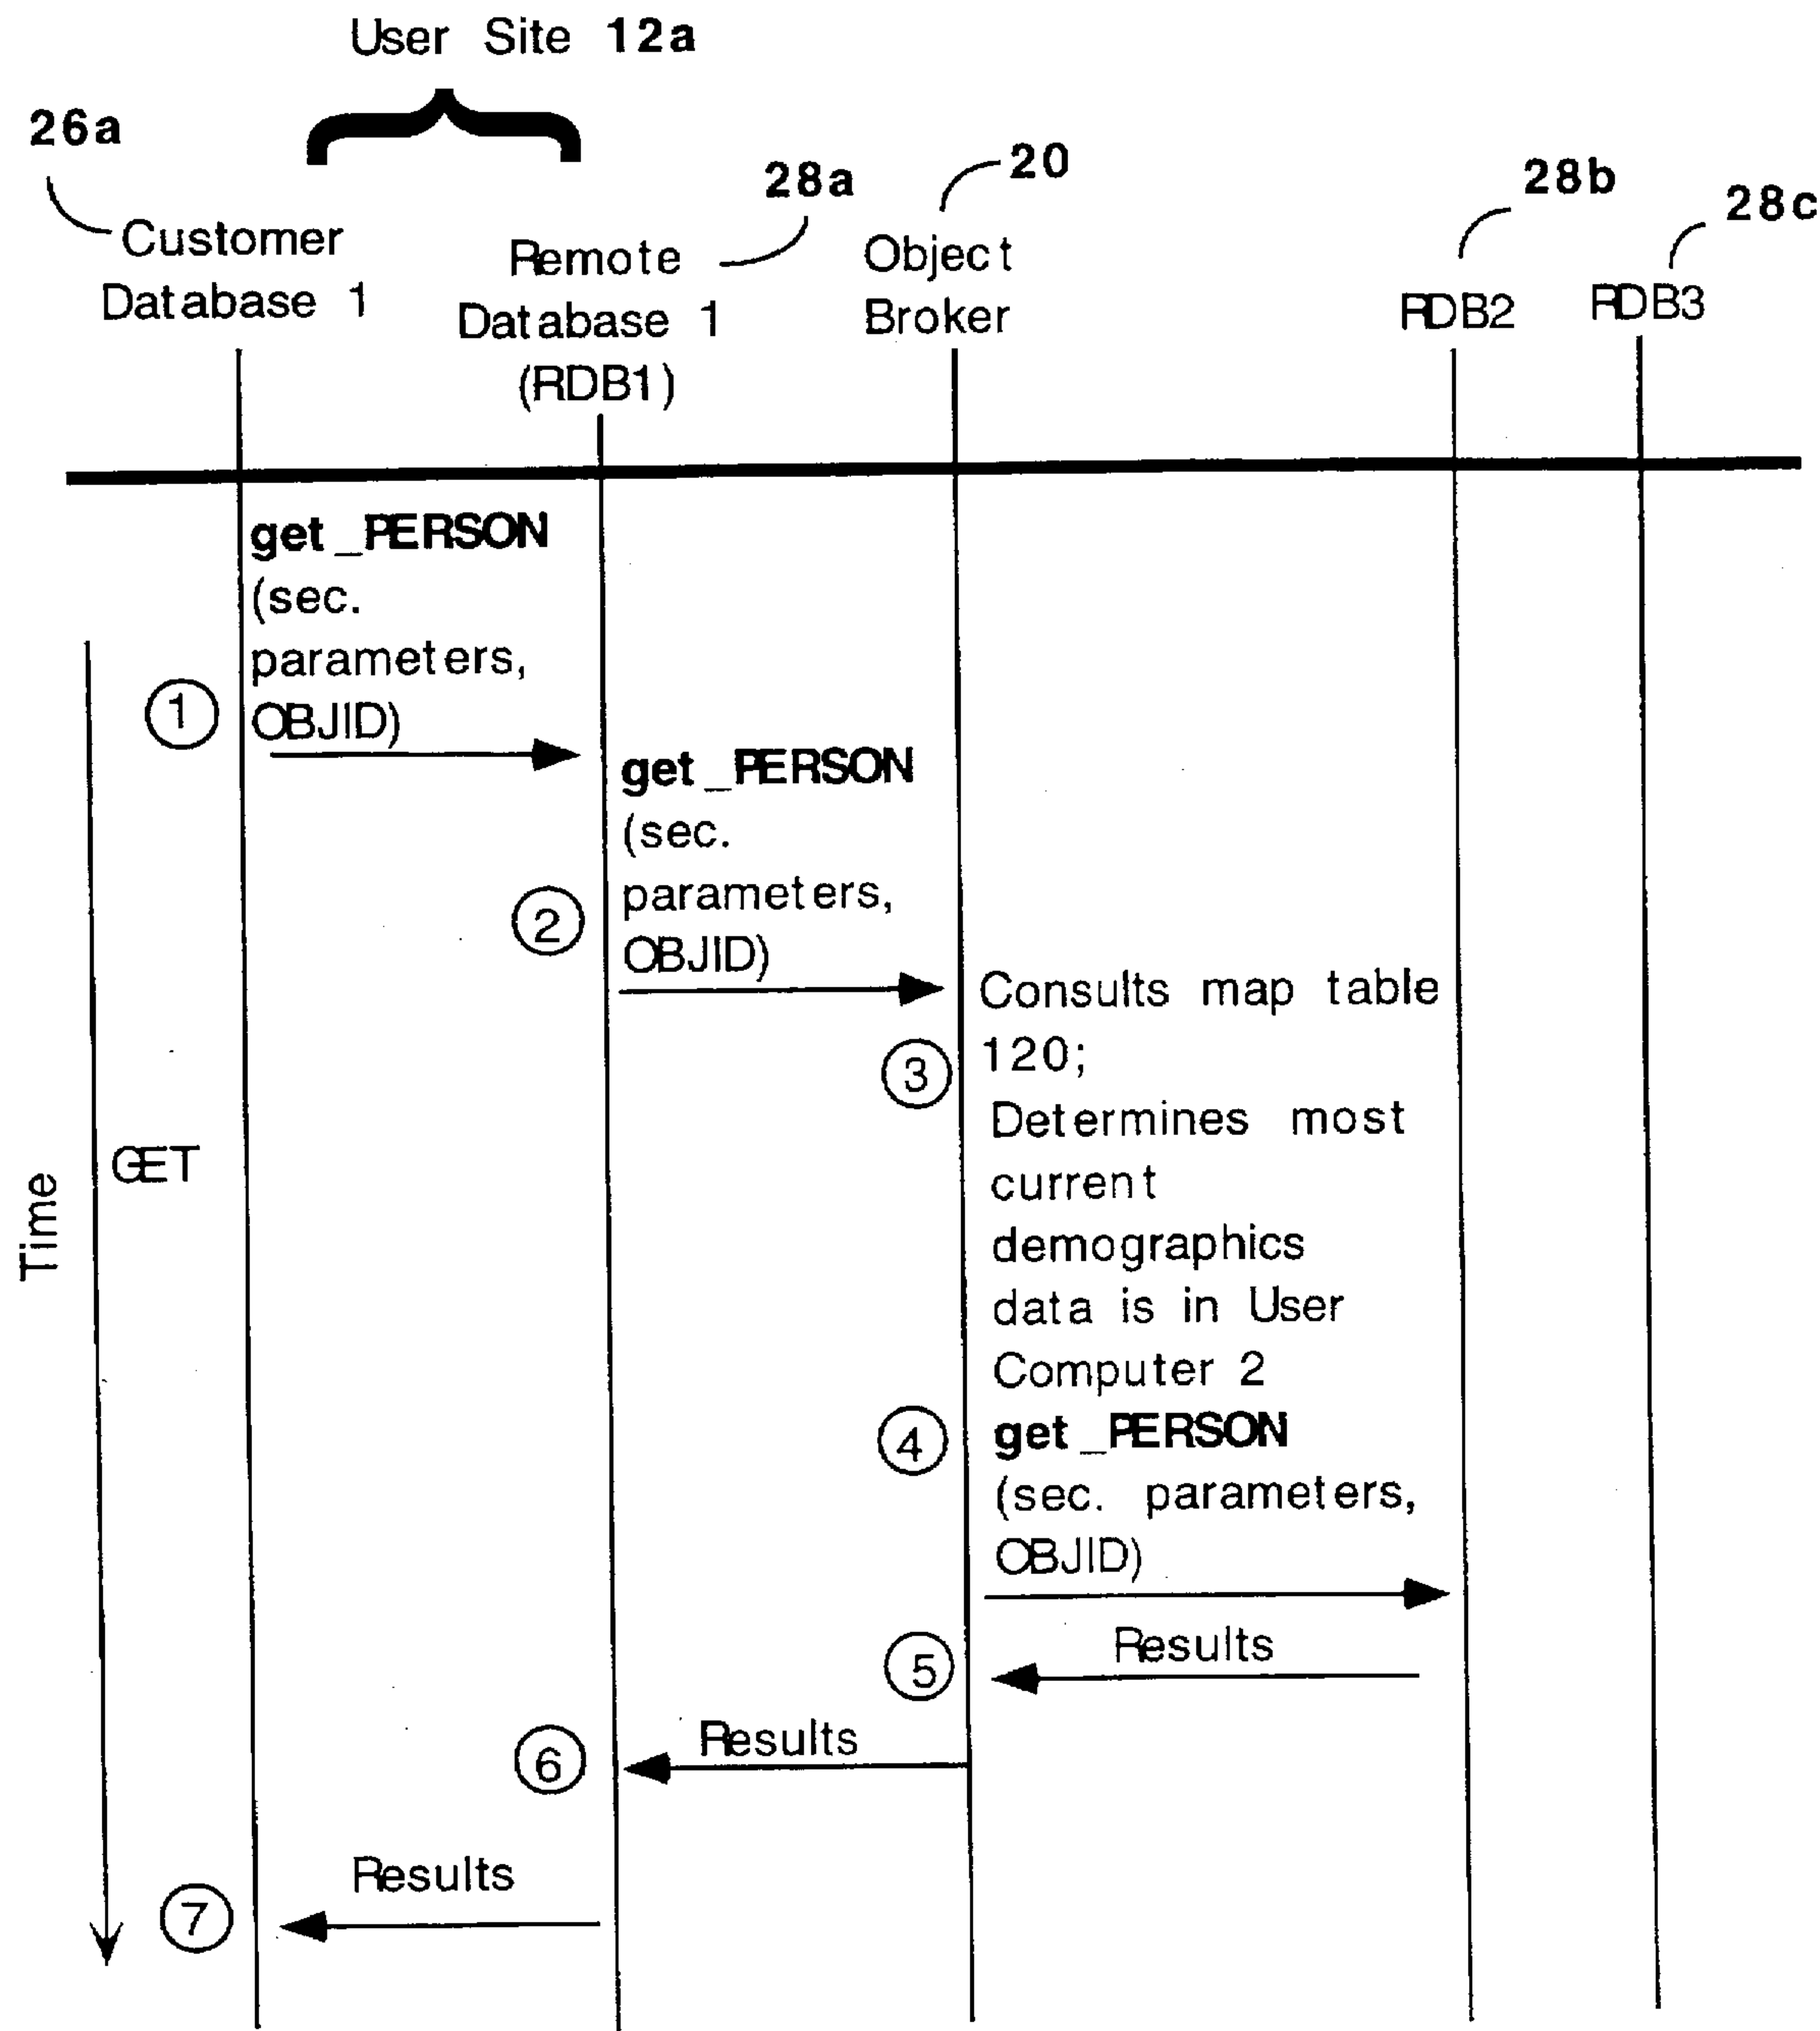 User Site 12a
26a
28a
20
28b
28c
Customer
Database 1
Remote
Database 1
(RDB1)
Object
Broker
RDB2
RDB3
get_PERSON
(sec.
parameters,
OBJID)
1
get_PERSON
(sec.
parameters,
OBJID)
2
Consults map table
120;
3
Determines most
current
demographics
data is in User
Computer 2
GET
Time
4
get_PERSON
(sec. parameters,
OBJID)
Results
5
Results
6
Results
7